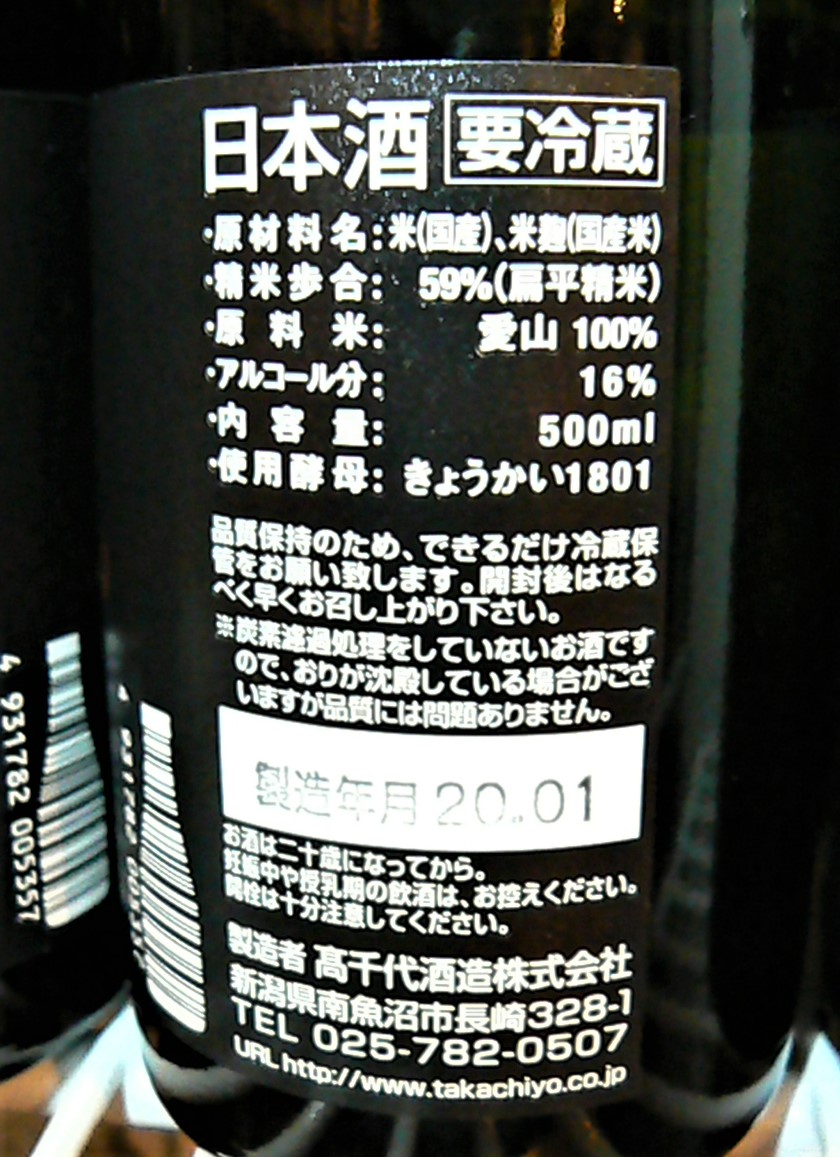 日本酒 要冷蔵
・原材料名：米(国産)、米麹(国産米)
・精米歩合： 59%(扁平精米)
・原料米： 愛山 100%
・アルコール分： 16%
・内容量： 500ml
・使用酵母：きょうかい1801
品質保持のため、できるだけ冷蔵保
管をお願い致します。開封後はなる
べく早くお召し上がり下さい。
※炭素濾過処理をしていないお酒です
ので、おりが沈殿している場合がござ
いますが品質には問題ありません。
製造年月 20.01
お酒は二十歳になってから。
妊娠中や授乳期の飲酒は、お控えください。
開栓は十分注意してください。
製造者 髙千代酒造株式会社
新潟県南魚沼市長崎328-1
TEL 025-782-0507
URL http://www.takachiyo.co.jp
4 931782 005357